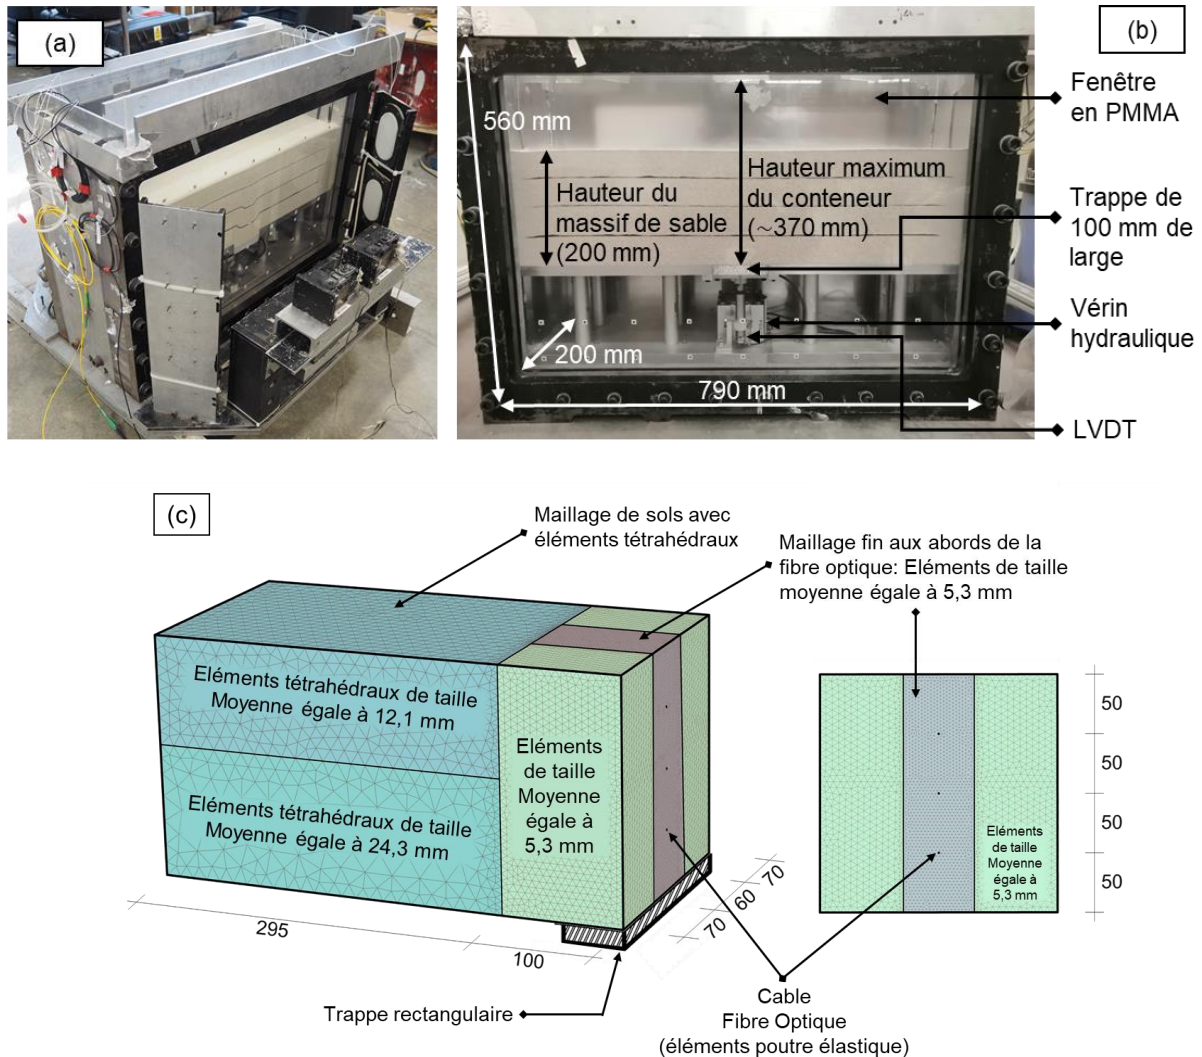 (a)
(b)
560 mm
Hauteur du
massif de sable
(200 mm)
Hauteur maximum
du conteneur
(~370 mm)
200 mm
790 mm
Fenêtre
en PMMA
Trappe de
100 mm de
large
Vérin
hydraulique
LVDT
(c)
Maillage de sols avec
éléments tétrahédraux
Maillage fin aux abords de la
fibre optique: Eléments de taille
moyenne égale à 5,3 mm
Eléments tétrahédraux de taille
Moyenne égale à 12,1 mm
Eléments tétrahédraux de taille
Moyenne égale à 24,3 mm
Eléments
de taille
Moyenne
égale à
5,3 mm
295
100
70
60
70
Eléments
de taille
Moyenne
égale à
5,3 mm
50
50
50
50
Trappe rectangulaire
Cable
Fibre Optique
(éléments poutre élastique)